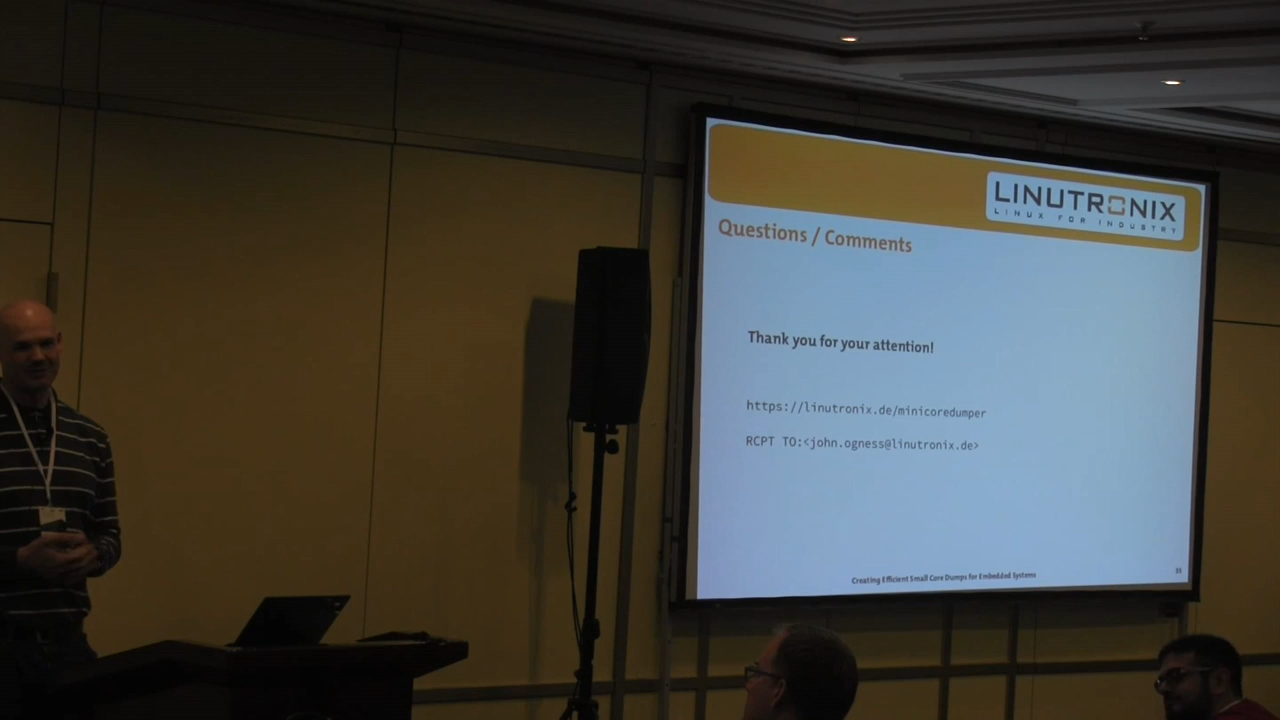 LINUTRONIX
LINUX FOR INDUSTRY
Questions / Comments
Thank you for your attention!
https://linutronix.de/minicoredumper
RCPT TO:<john.ogness@linutronix.de>
Creating Efficient Small Core Dumps for Embedded Systems